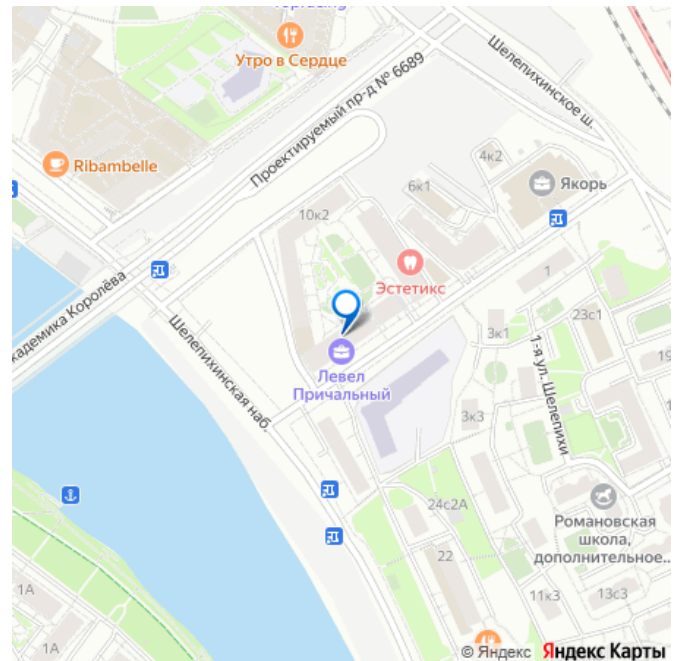 Утро в Сердце
Шелепихинское ш.
Проектируемый пр-д № 6689
Ribambelle
4к2
6к1
Якорь
10к2
Эстетикс
1
академика Королёва
Шелепихинская наб.
3к1
23с1
1-я ул. Шелепихи
19
Левел
Причальный
3к3
24с2А
Романовская
школа,
дополнительное...
22
1А
11к3
13с3
1А
© Яндекс Яндекс Карты